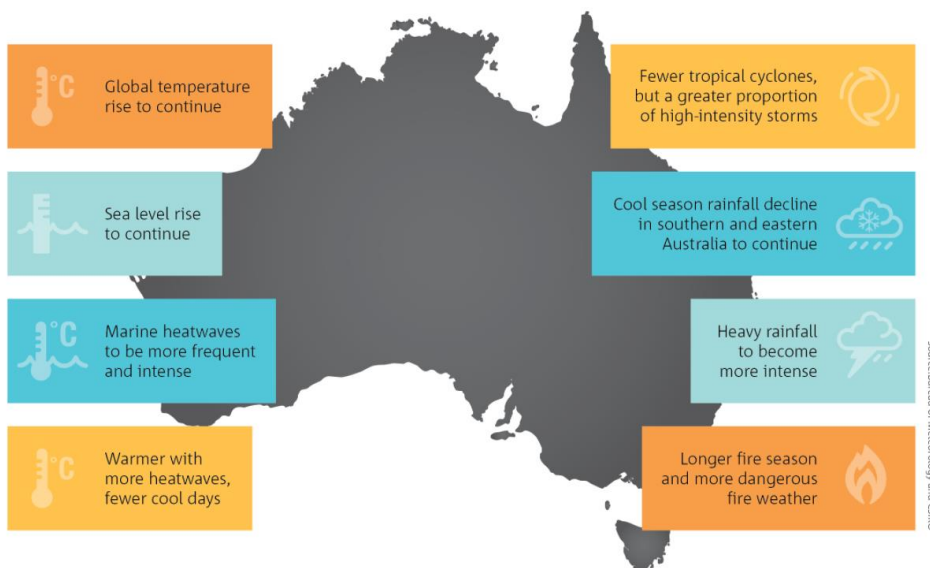 °C
Global temperature
rise to continue
Sea level rise
to continue
°C
Marine heatwaves
to be more frequent
and intense
°C
Warmer with
more heatwaves,
fewer cool days
Fewer tropical cyclones,
but a greater proportion
of high-intensity storms
Cool season rainfall decline
in southern and eastern
Australia to continue
Heavy rainfall
to become
more intense
Longer fire season
and more dangerous
fire weather